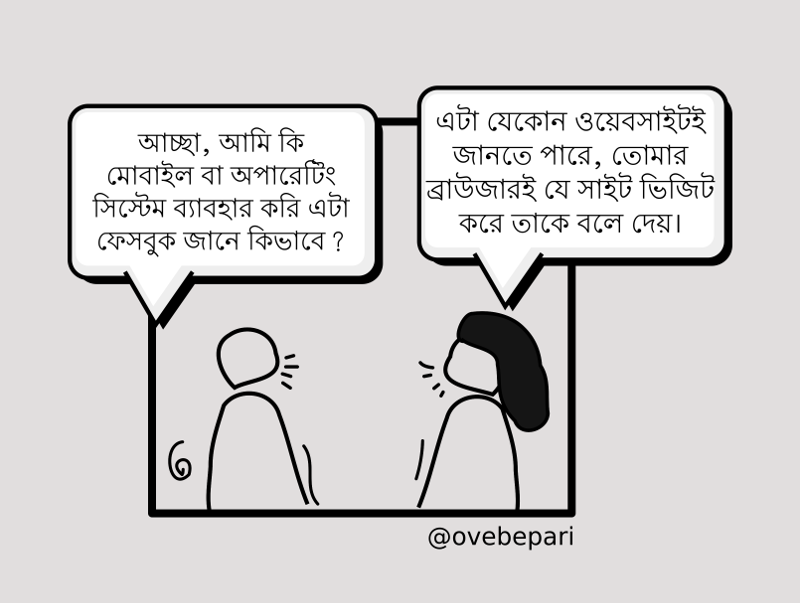 আচ্ছা, আমি কি
মোবাইল বা অপারেটিং
সিস্টেম ব্যাবহার করি এটা
ফেসবুক জানে কিভাবে ?
এটা যেকোন ওয়েবসাইটই
জানতে পারে, তোমার
ব্রাউজারই যে সাইট ভিজিট
করে তাকে বলে দেয়।
@ovebepari